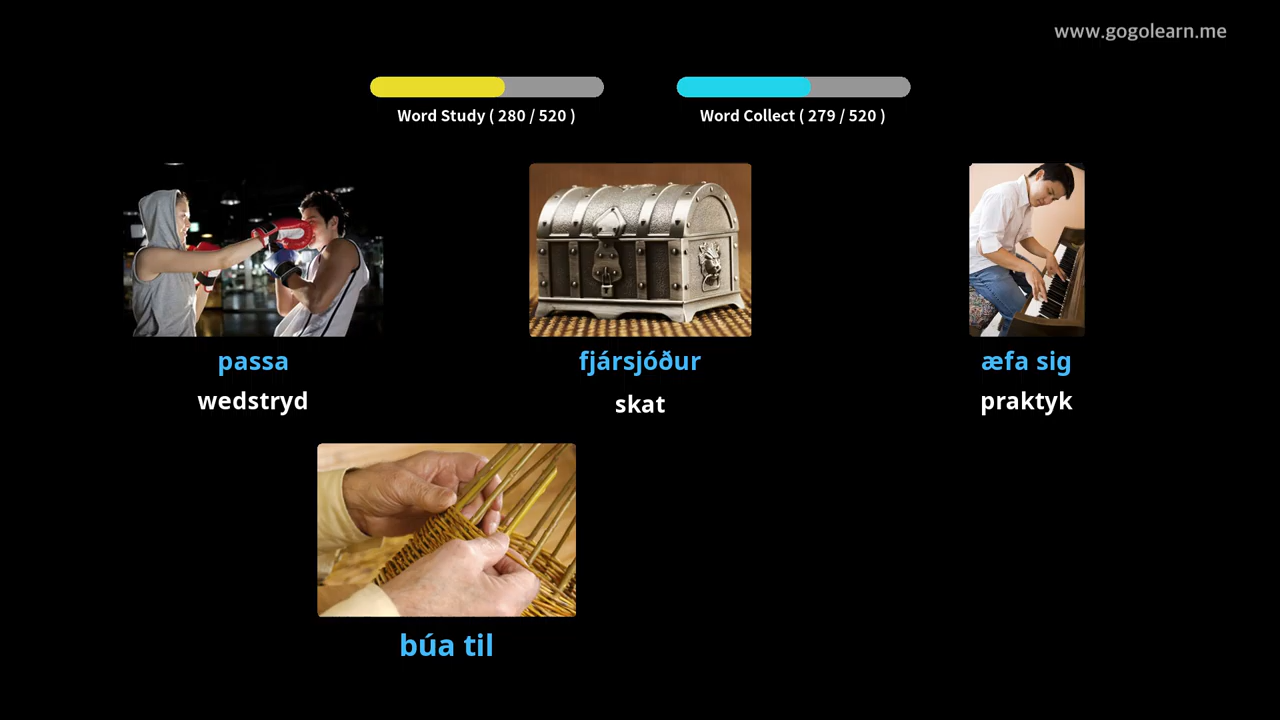 www.gogolearn.me
Word Study ( 280 / 520 )
Word Collect ( 279 / 520 )
passa
wedstryd
fjársjóður
skat
æfa sig
praktyk
búa til